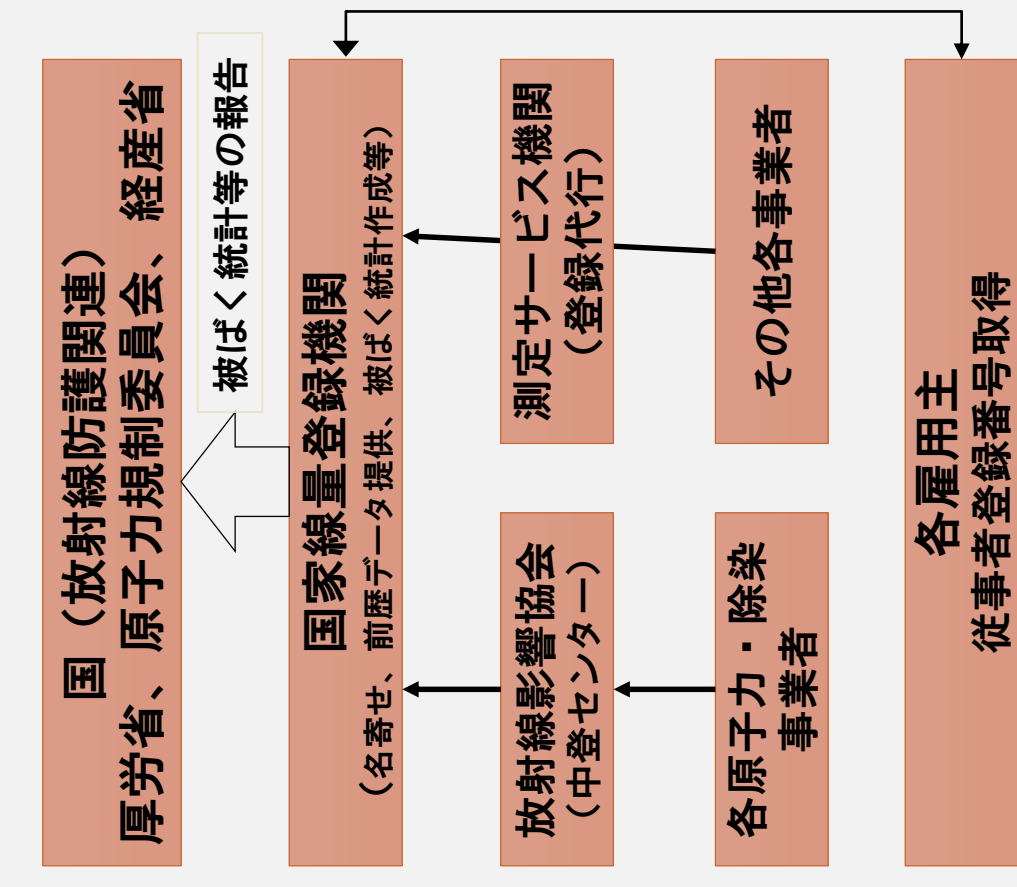 国（放射線防護関連）
厚労省、原子力規制委員会、経産省
被ばく統計等の報告
国家線量登録機関
（名寄せ、前歴データ提供、被ばく統計作成等）
放射線影響協会
（中登センター）
測定サービス機関
（登録代行）
各原子力・除染
事業者
その他各事業者
各雇用主
従事者登録番号取得